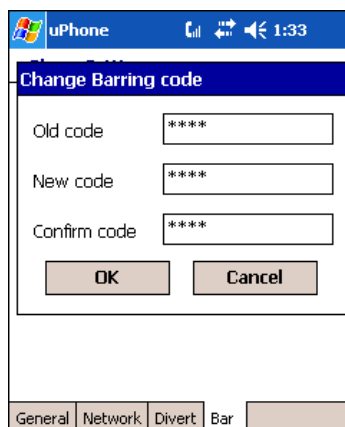 uPhone 1:33
Change Barring code
Old code ****
New code ****
Confirm code ****
OK Cancel
General Network Divert Bar